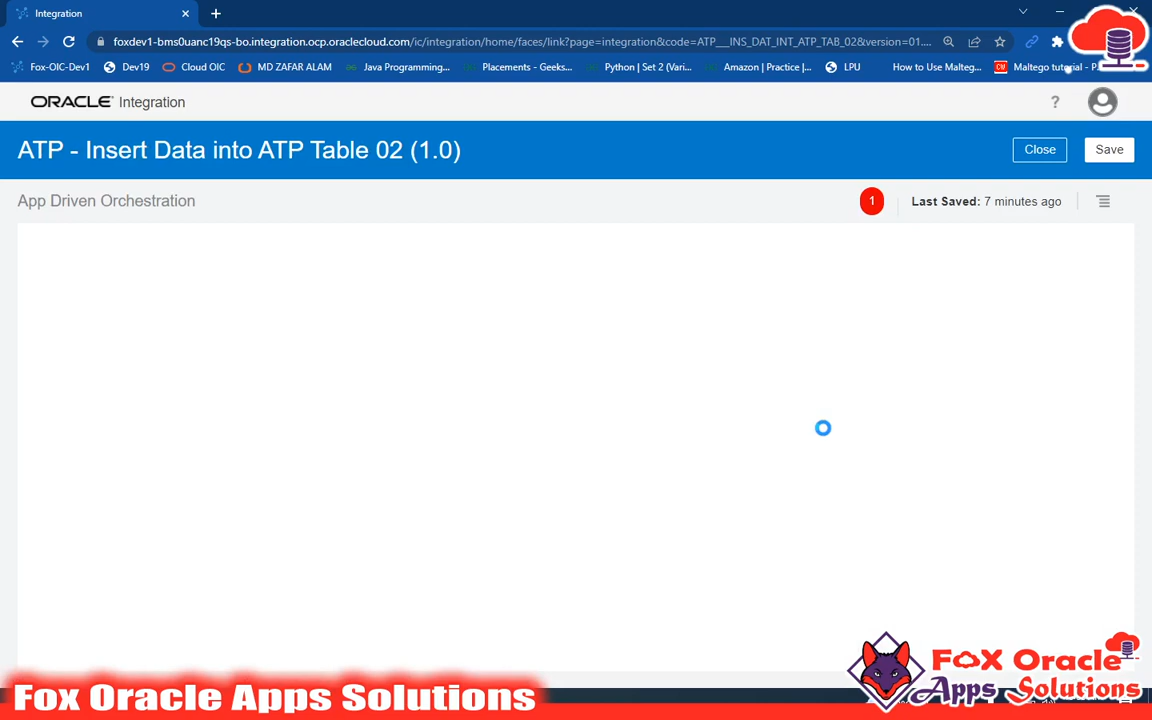 Integration
foxdev1-bms0uanc19qs-bo.integration.ocp.oraclecloud.com/ic/integration/home/faces/link?page=integration&code=ATP___INS_DAT_INT_ATP_TAB_02&version=01....
Fox-OIC-Dev1 Dev19 Cloud OIC MD ZAFAR ALAM Java Programming... Placements - Geeks... Python | Set 2 (Vari... Amazon | Practice |... LPU How to Use Malteg... Maltego tutorial - P
ORACLE Integration ?
ATP - Insert Data into ATP Table 02 (1.0) Close Save
App Driven Orchestration 1 Last Saved: 7 minutes ago
Fox Oracle
Apps Solutions
Fox Oracle Apps Solutions